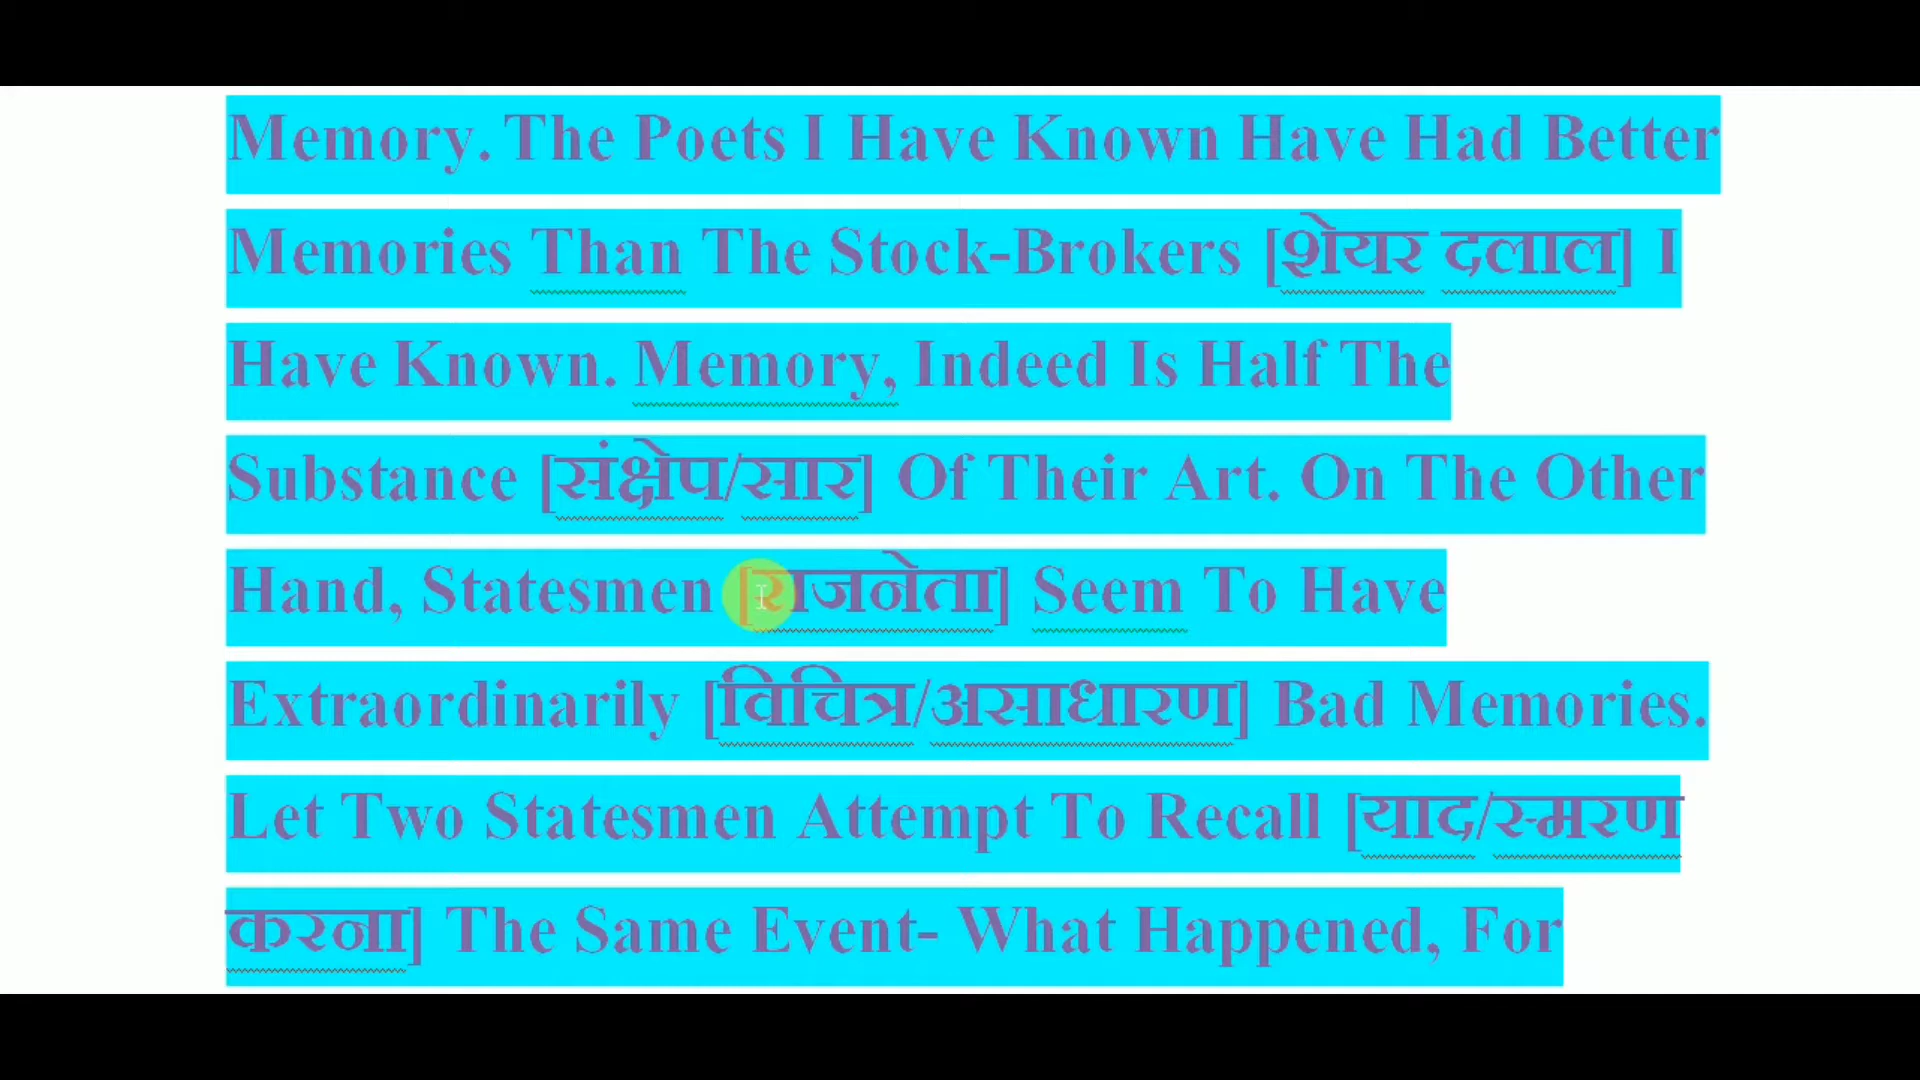 Memory. The Poets I Have Known Have Had Better
Memories Than The Stock-Brokers [शेयर दलाल] I
Have Known. Memory, Indeed Is Half The
Substance [संक्षेप/सार] Of Their Art. On The Other
Hand, Statesmen [राजनेता] Seem To Have
Extraordinarily [विचित्र/असाधारण] Bad Memories.
Let Two Statesmen Attempt To Recall [याद/स्मरण
करना] The Same Event- What Happened, For